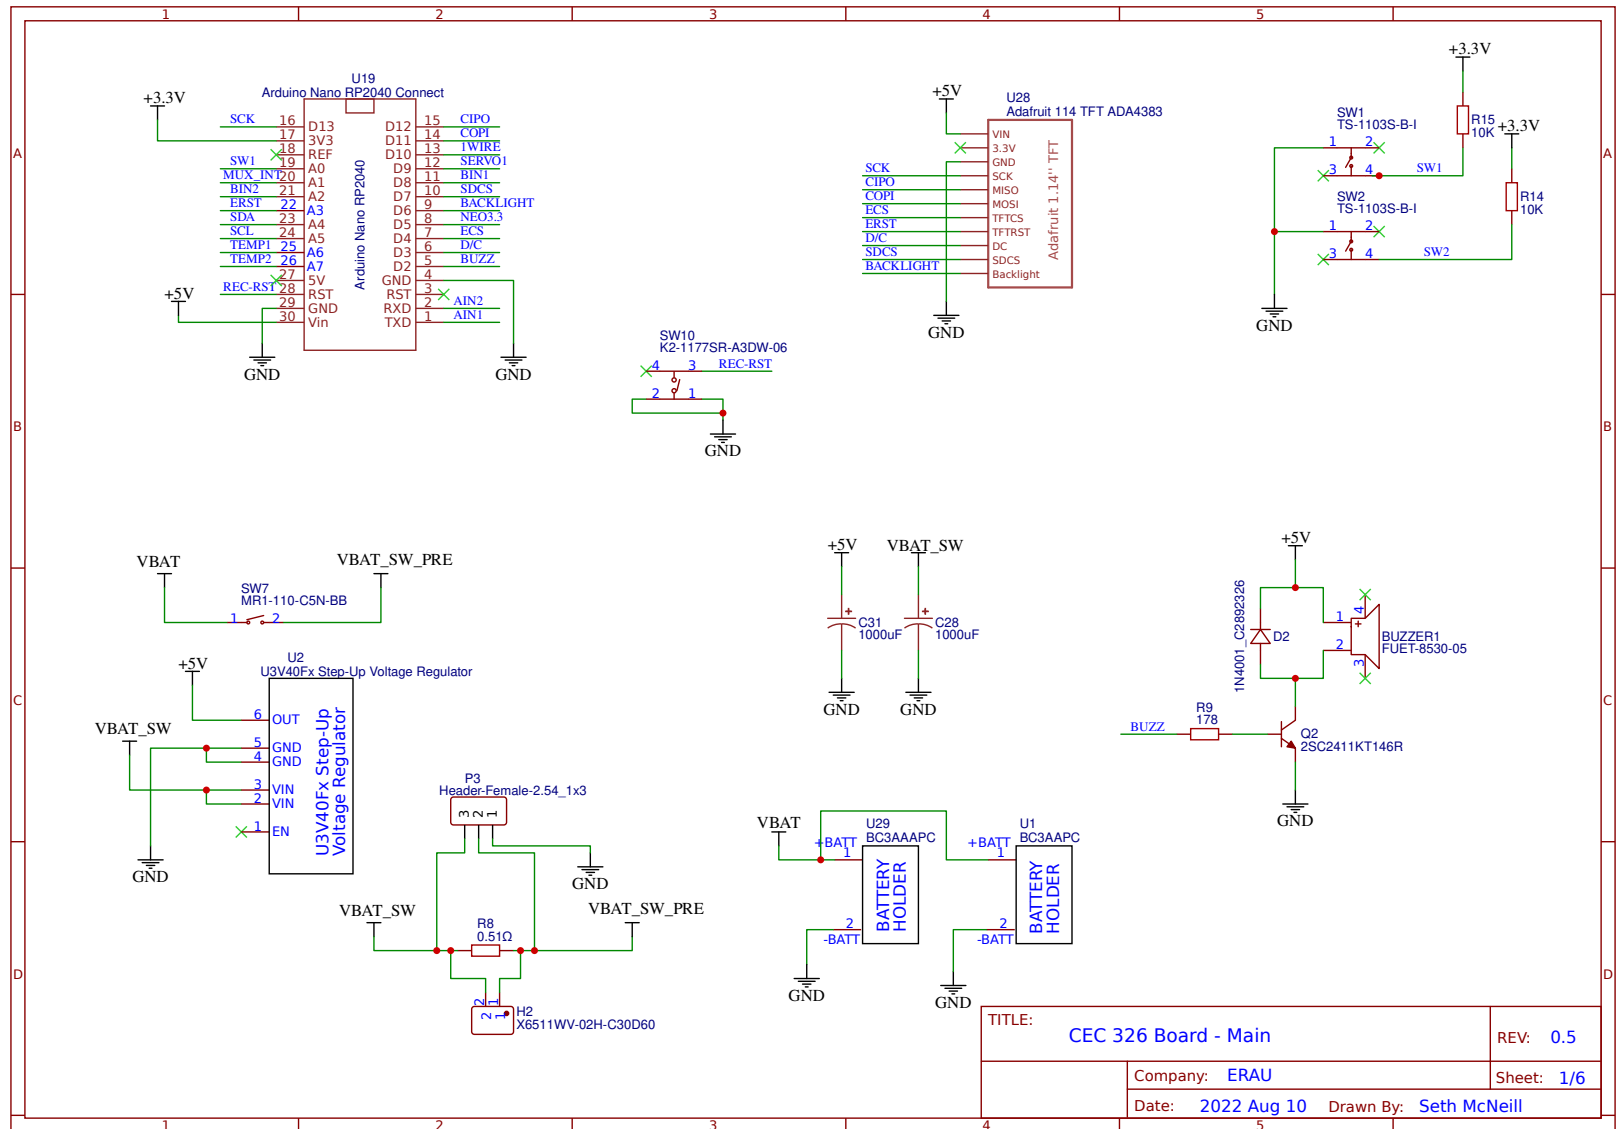 1 2 3 4 5
A
B
C
D
A
B
C
D
1 2 3 4 5
U19
Arduino Nano RP2040 Connect
+3.3V
SCK 16 D13
17 3V3
18 REF
SW1 19 A0
MUX_INT 20 A1
BIN2 21 A2
ERST 22 A3
SDA 23 A4
SCL 24 A5
TEMP1 25 A6
TEMP2 26 A7
27 5V
REC-RST 28 RST
29 GND
30 Vin
+5V
GND
Arduino Nano RP2040
D12 15 CIPO
D11 14 COPI
D10 13 1WIRE
D9 12 SERVO1
D8 11 BIN1
D7 10 SDCS
D6 9 BACKLIGHT
D5 8 NEO3.3
D4 7 ECS
D3 6 D/C
D2 5 BUZZ
GND 4
RST 3
RXD 2 AIN2
TXD 1 AIN1
GND
SW10
K2-1177SR-A3DW-06
4 3 REC-RST
2 1
GND
+5V
U28
Adafruit 114 TFT ADA4383
VIN
3.3V
GND
SCK SCK
CIPO MISO
COPI MOSI
ECS TFTCS
ERST TFTRST
D/C DC
SDCS SDCS
BACKLIGHT Backlight
Adafruit 1.14" TFT
GND
+3.3V
R15
10K
+3.3V
R14
10K
SW1
TS-1103S-B-I
1 2
3 4 SW1
SW2
TS-1103S-B-I
1 2
3 4 SW2
GND
VBAT
VBAT_SW_PRE
SW7
MR1-110-C5N-BB
1 2
+5V
U2
U3V40Fx Step-Up Voltage Regulator
VBAT_SW
6 OUT
5 GND
4 GND
3 VIN
2 VIN
1 EN
U3V40Fx Step-Up
Voltage Regulator
GND
P3
Header-Female-2.54_1x3
3 2 1
GND
VBAT_SW
VBAT_SW_PRE
R8
0.51Ω
2 1
2 1
H2
X6511WV-02H-C30D60
+5V
C31
1000uF
GND
VBAT_SW
C28
1000uF
GND
VBAT
U29
BC3AAAPC
+BATT
1
2
-BATT
BATTERY
HOLDER
GND
U1
BC3AAPC
+BATT
1
2
-BATT
BATTERY
HOLDER
GND
+5V
1N4001_C2892326
D2
1
2
4
3
+
BUZZER1
FUET-8530-05
BUZZ
R9
178
Q2
2SC2411KT146R
GND
TITLE:
CEC 326 Board - Main
REV: 0.5
Company: ERAU
Sheet: 1/6
Date: 2022 Aug 10 Drawn By: Seth McNeill